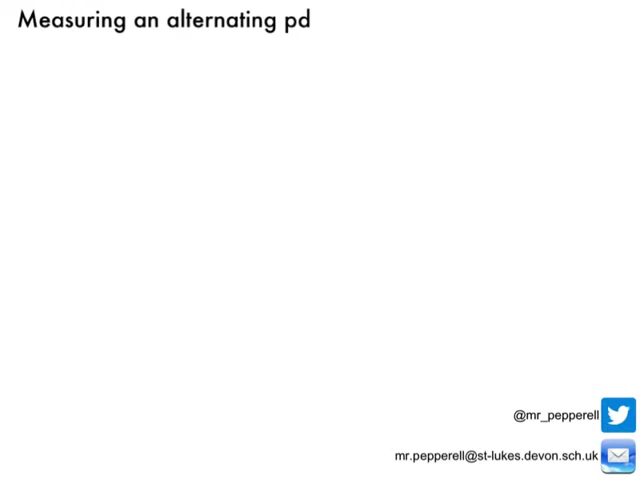 Measuring an alternating pd
@mr_pepperell
mr.pepperell@st-lukes.devon.sch.uk